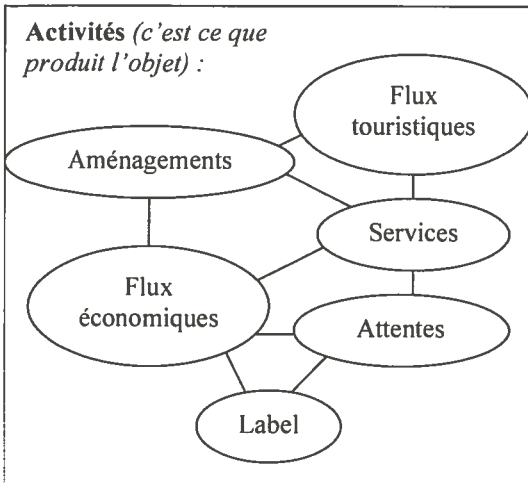 Activités (c'est ce que
produit l'objet) :
Flux
touristiques
Aménagements
Services
Flux
économiques
Attentes
Label